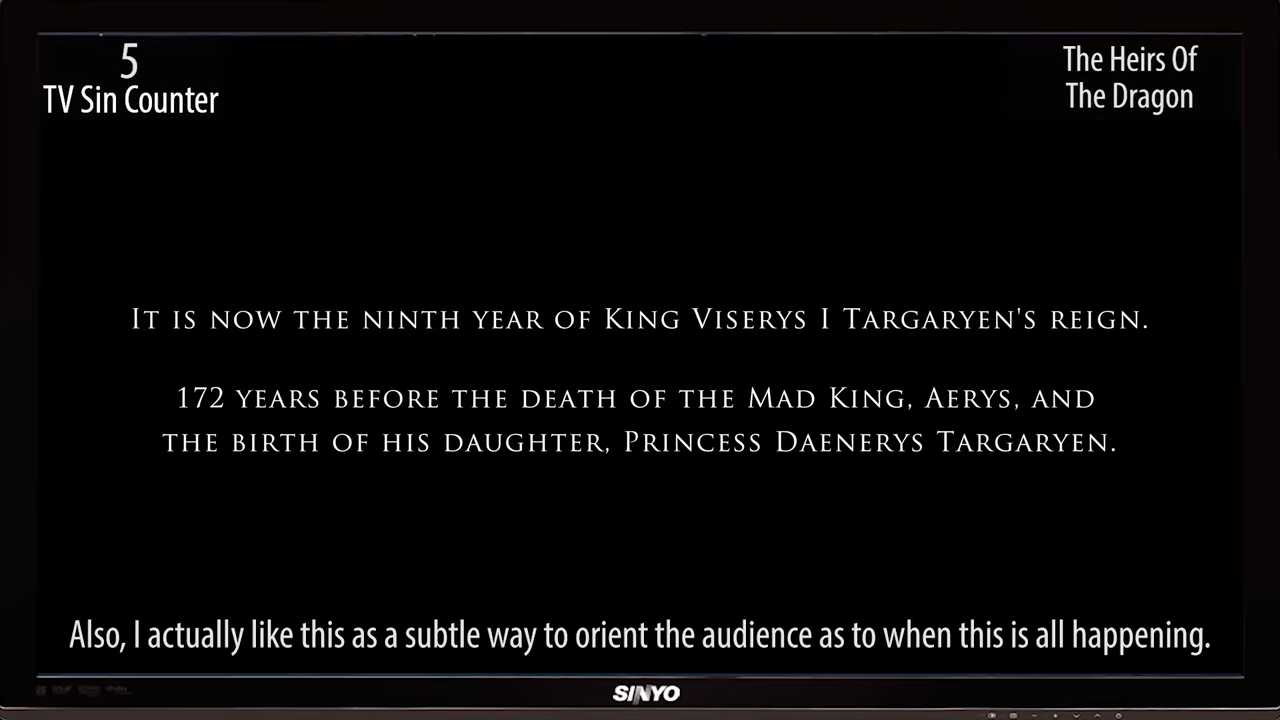 5
TV Sin Counter
The Heirs Of
The Dragon
It is now the ninth year of King Viserys I Targaryen's reign.
172 years before the death of the Mad King, Aerys, and
the birth of his daughter, Princess Daenerys Targaryen.
Also, I actually like this as a subtle way to orient the audience as to when this is all happening.
SINYO